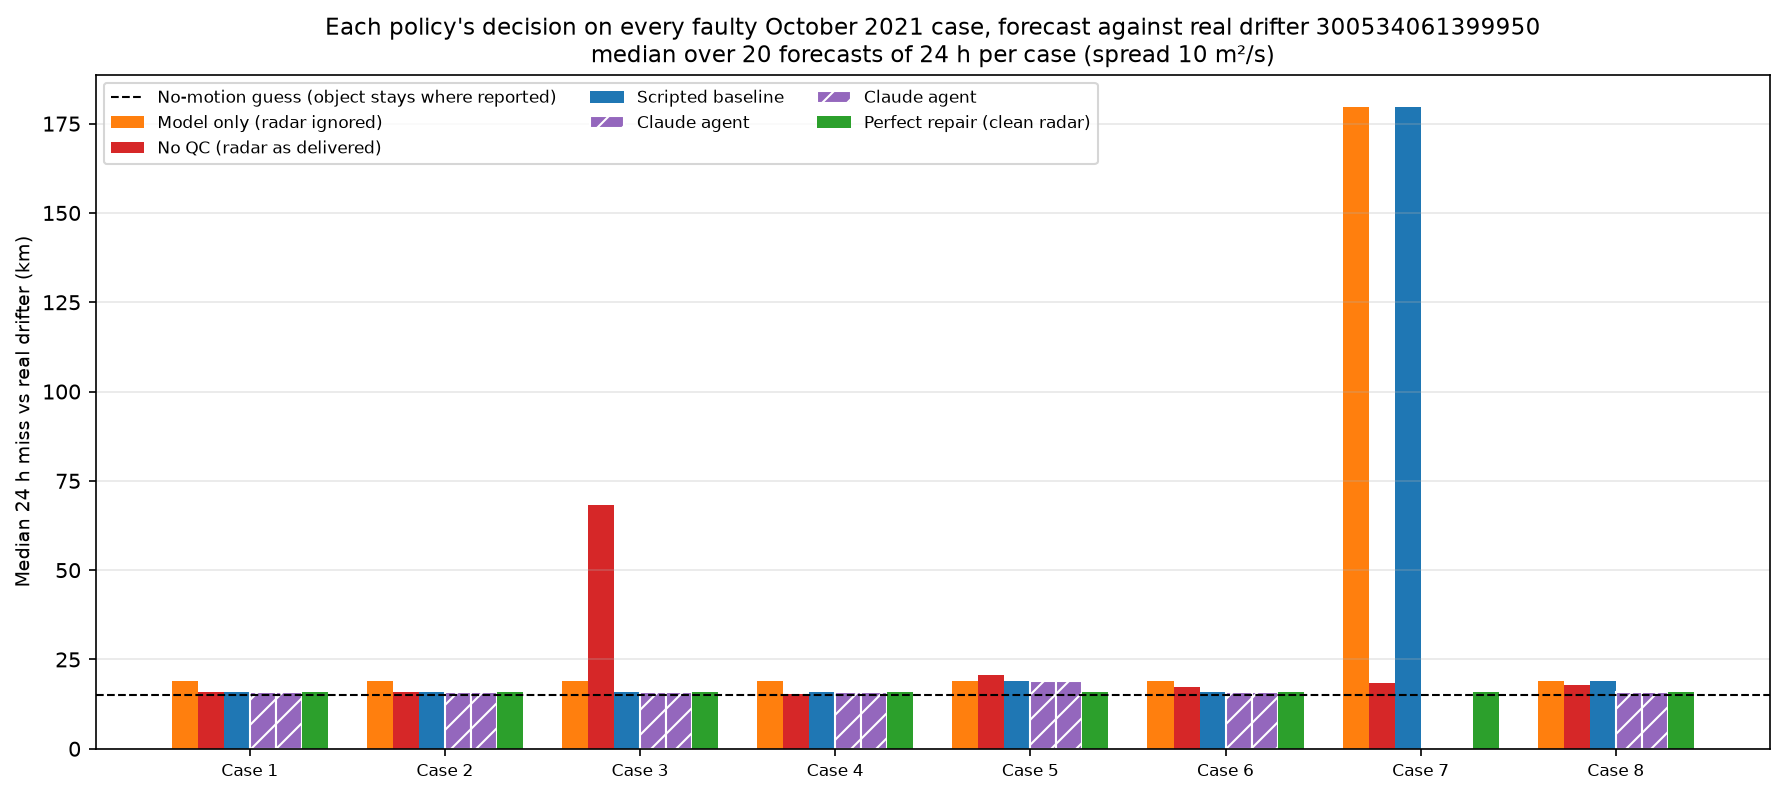 Each policy's decision on every faulty October 2021 case, forecast against real drifter 300534061399950
median over 20 forecasts of 24 h per case (spread 10 m²/s)
No-motion guess (object stays where reported)
Model only (radar ignored)
No QC (radar as delivered)
Scripted baseline
Claude agent
Claude agent
Perfect repair (clean radar)
Median 24 h miss vs real drifter (km)
175
150
125
100
75
50
25
0
Case 1
Case 2
Case 3
Case 4
Case 5
Case 6
Case 7
Case 8